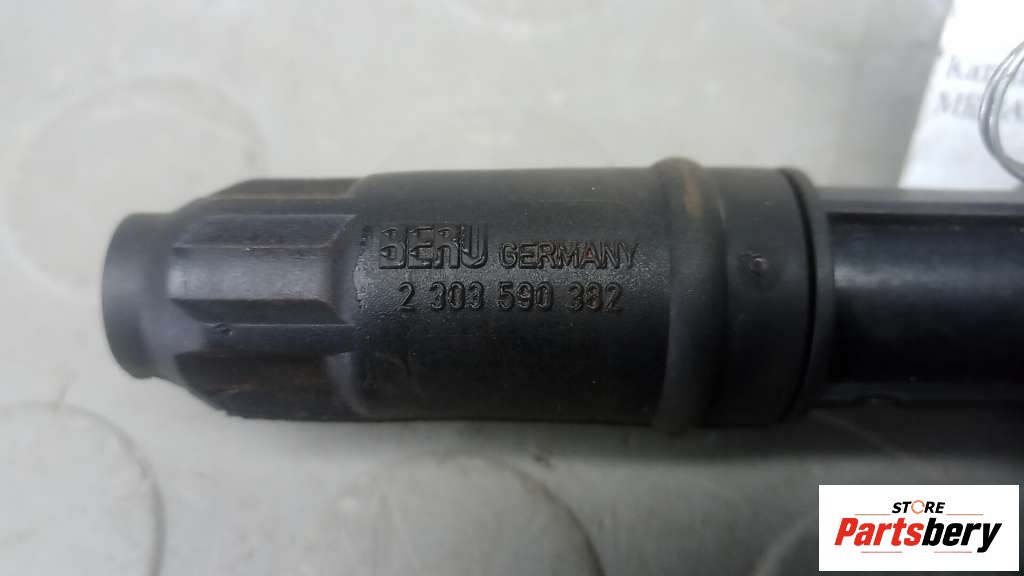 BERU GERMANY
2 303 590 382
STORE
Partsbery